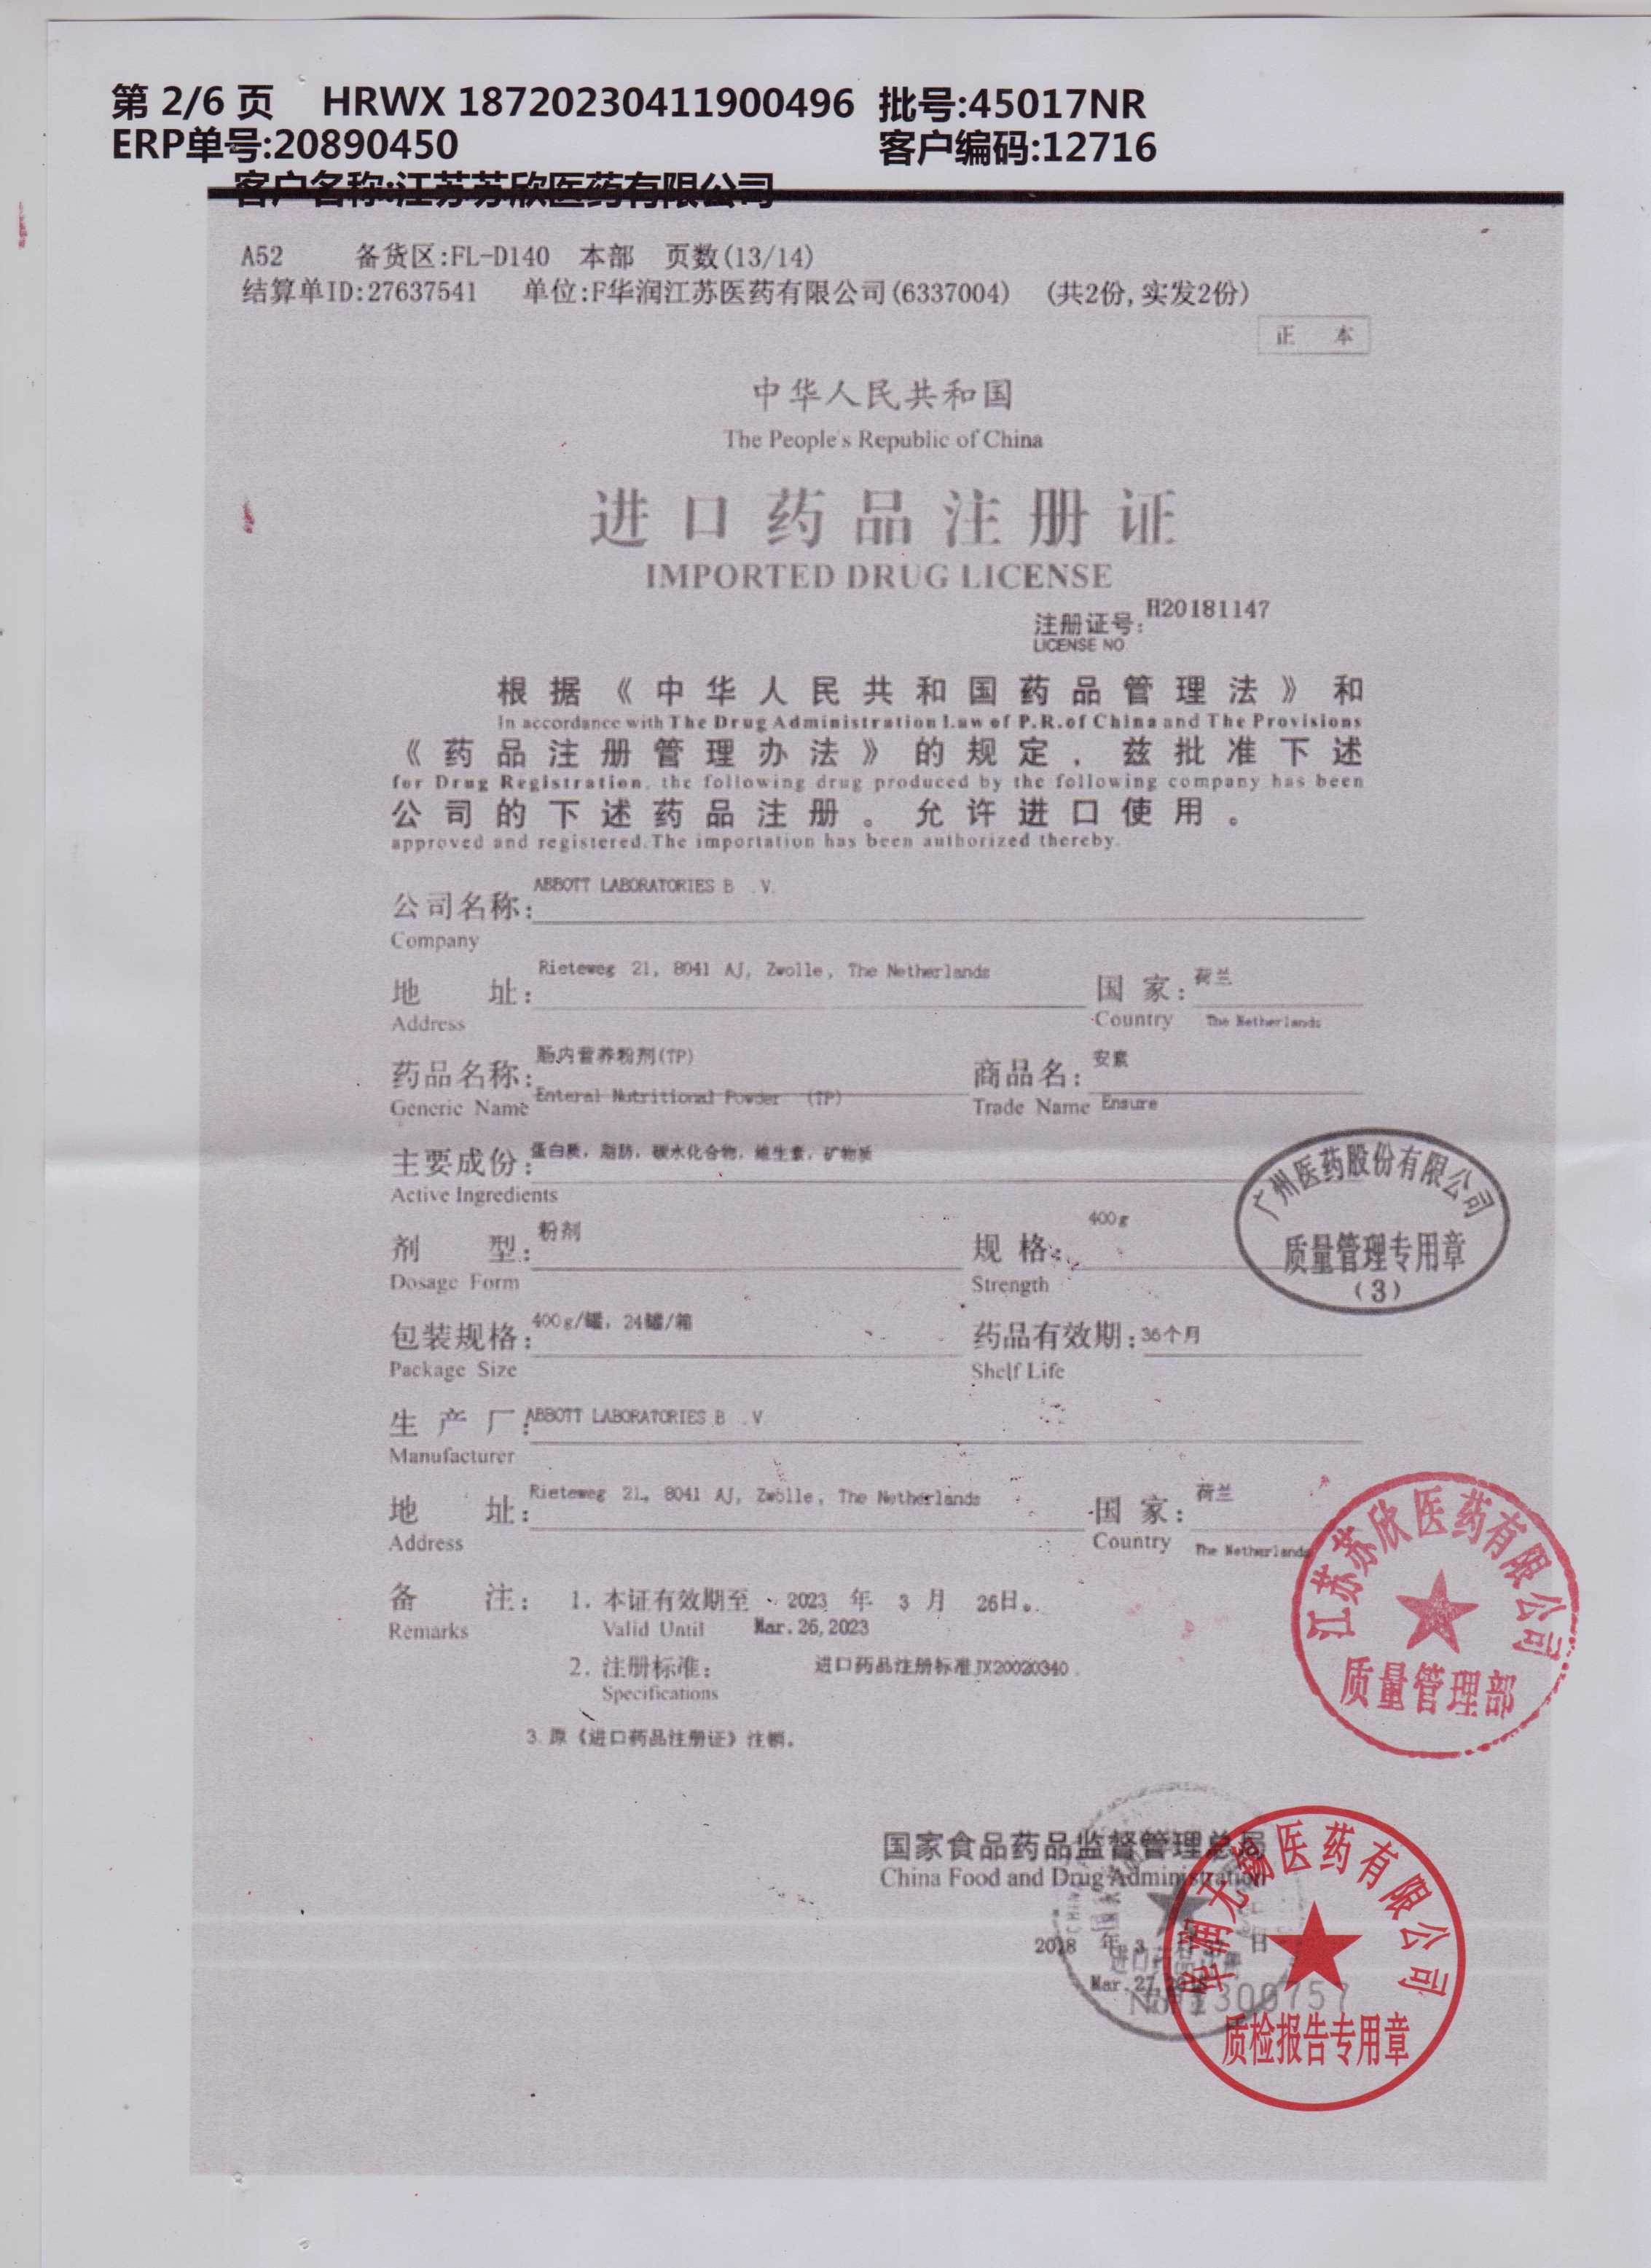 第 2/6 页 HRWX 18720230411900496 批号:45017NR
ERP单号:20890450 客户编码:12716
客户名称:江苏苏欣医药有限公司
A52 备货区:FL-D140 本部 页数(13/14)
结算单ID:27637541 单位:F华润江苏医药有限公司(6337004) (共2份,实发2份)
正 本
中华人民共和国
The People's Republic of China
进口药品注册证
IMPORTED DRUG LICENSE
注册证号: H20181147
LICENSE NO
根据《中华人民共和国药品管理法》和
In accordance with The Drug Administration Law of P.R.of China and The Provisions
《药品注册管理办法》的规定，兹批准下述
for Drug Registration, the following drug produced by the following company has been
公司的下述药品注册。允许进口使用。
approved and registered.The importation has been authorized thereby.
公司名称: ABBOTT LABORATORIES B .V.
Company
地 址: Rieteweg 21, 8041 AJ, Zwolle, The Netherlands 国 家: 荷兰
Address Country The Netherlands
药品名称: 肠内营养粉剂(TP) 商品名: 安素
Generic Name Enteral Nutritional Powder (TP) Trade Name Ensure
主要成份: 蛋白质，脂肪，碳水化合物，维生素，矿物质
Active Ingredients
剂 型: 粉剂 规 格: 400g
Dosage Form Strength
包装规格: 400g/罐，24罐/箱 药品有效期: 36个月
Package Size Shelf Life
生 产 厂: ABBOTT LABORATORIES B .V.
Manufacturer
地 址: Rieteweg 21, 8041 AJ, Zwolle, The Netherlands 国 家: 荷兰
Address Country The Netherlands
备 注: 1. 本证有效期至 2023 年 3 月 26日。
Remarks Valid Until Mar.26,2023
2. 注册标准: 进口药品注册标准JX20020340
Specifications
3. 原《进口药品注册证》注销。
广州医药股份有限公司
质量管理专用章
(3)
江苏苏欣医药有限公司
质量管理部
国家食品药品监督管理总局
China Food and Drug Administration
2018 年 3 日
Mar.27,
华润无锡医药有限公司
质检报告专用章